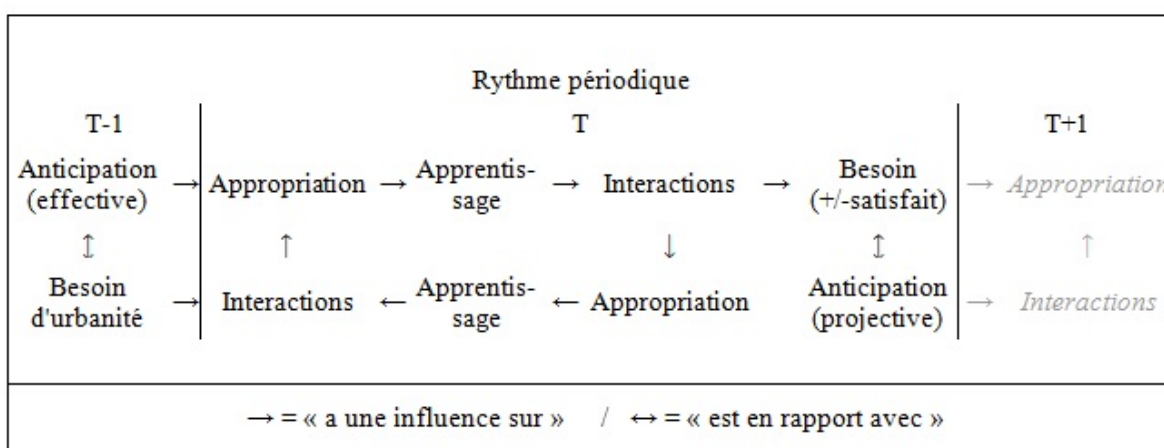 Rythme périodique
T-1 T T+1
Anticipation (effective) → Appropriation → Apprentis-sage → Interactions → Besoin (+/-satisfait) → Appropriation
↕ ↑ ↓ ↕ ↑
Besoin d'urbanité → Interactions ← Apprentis-sage ← Appropriation Anticipation (projective) → Interactions
→ = « a une influence sur » / ↔ = « est en rapport avec »